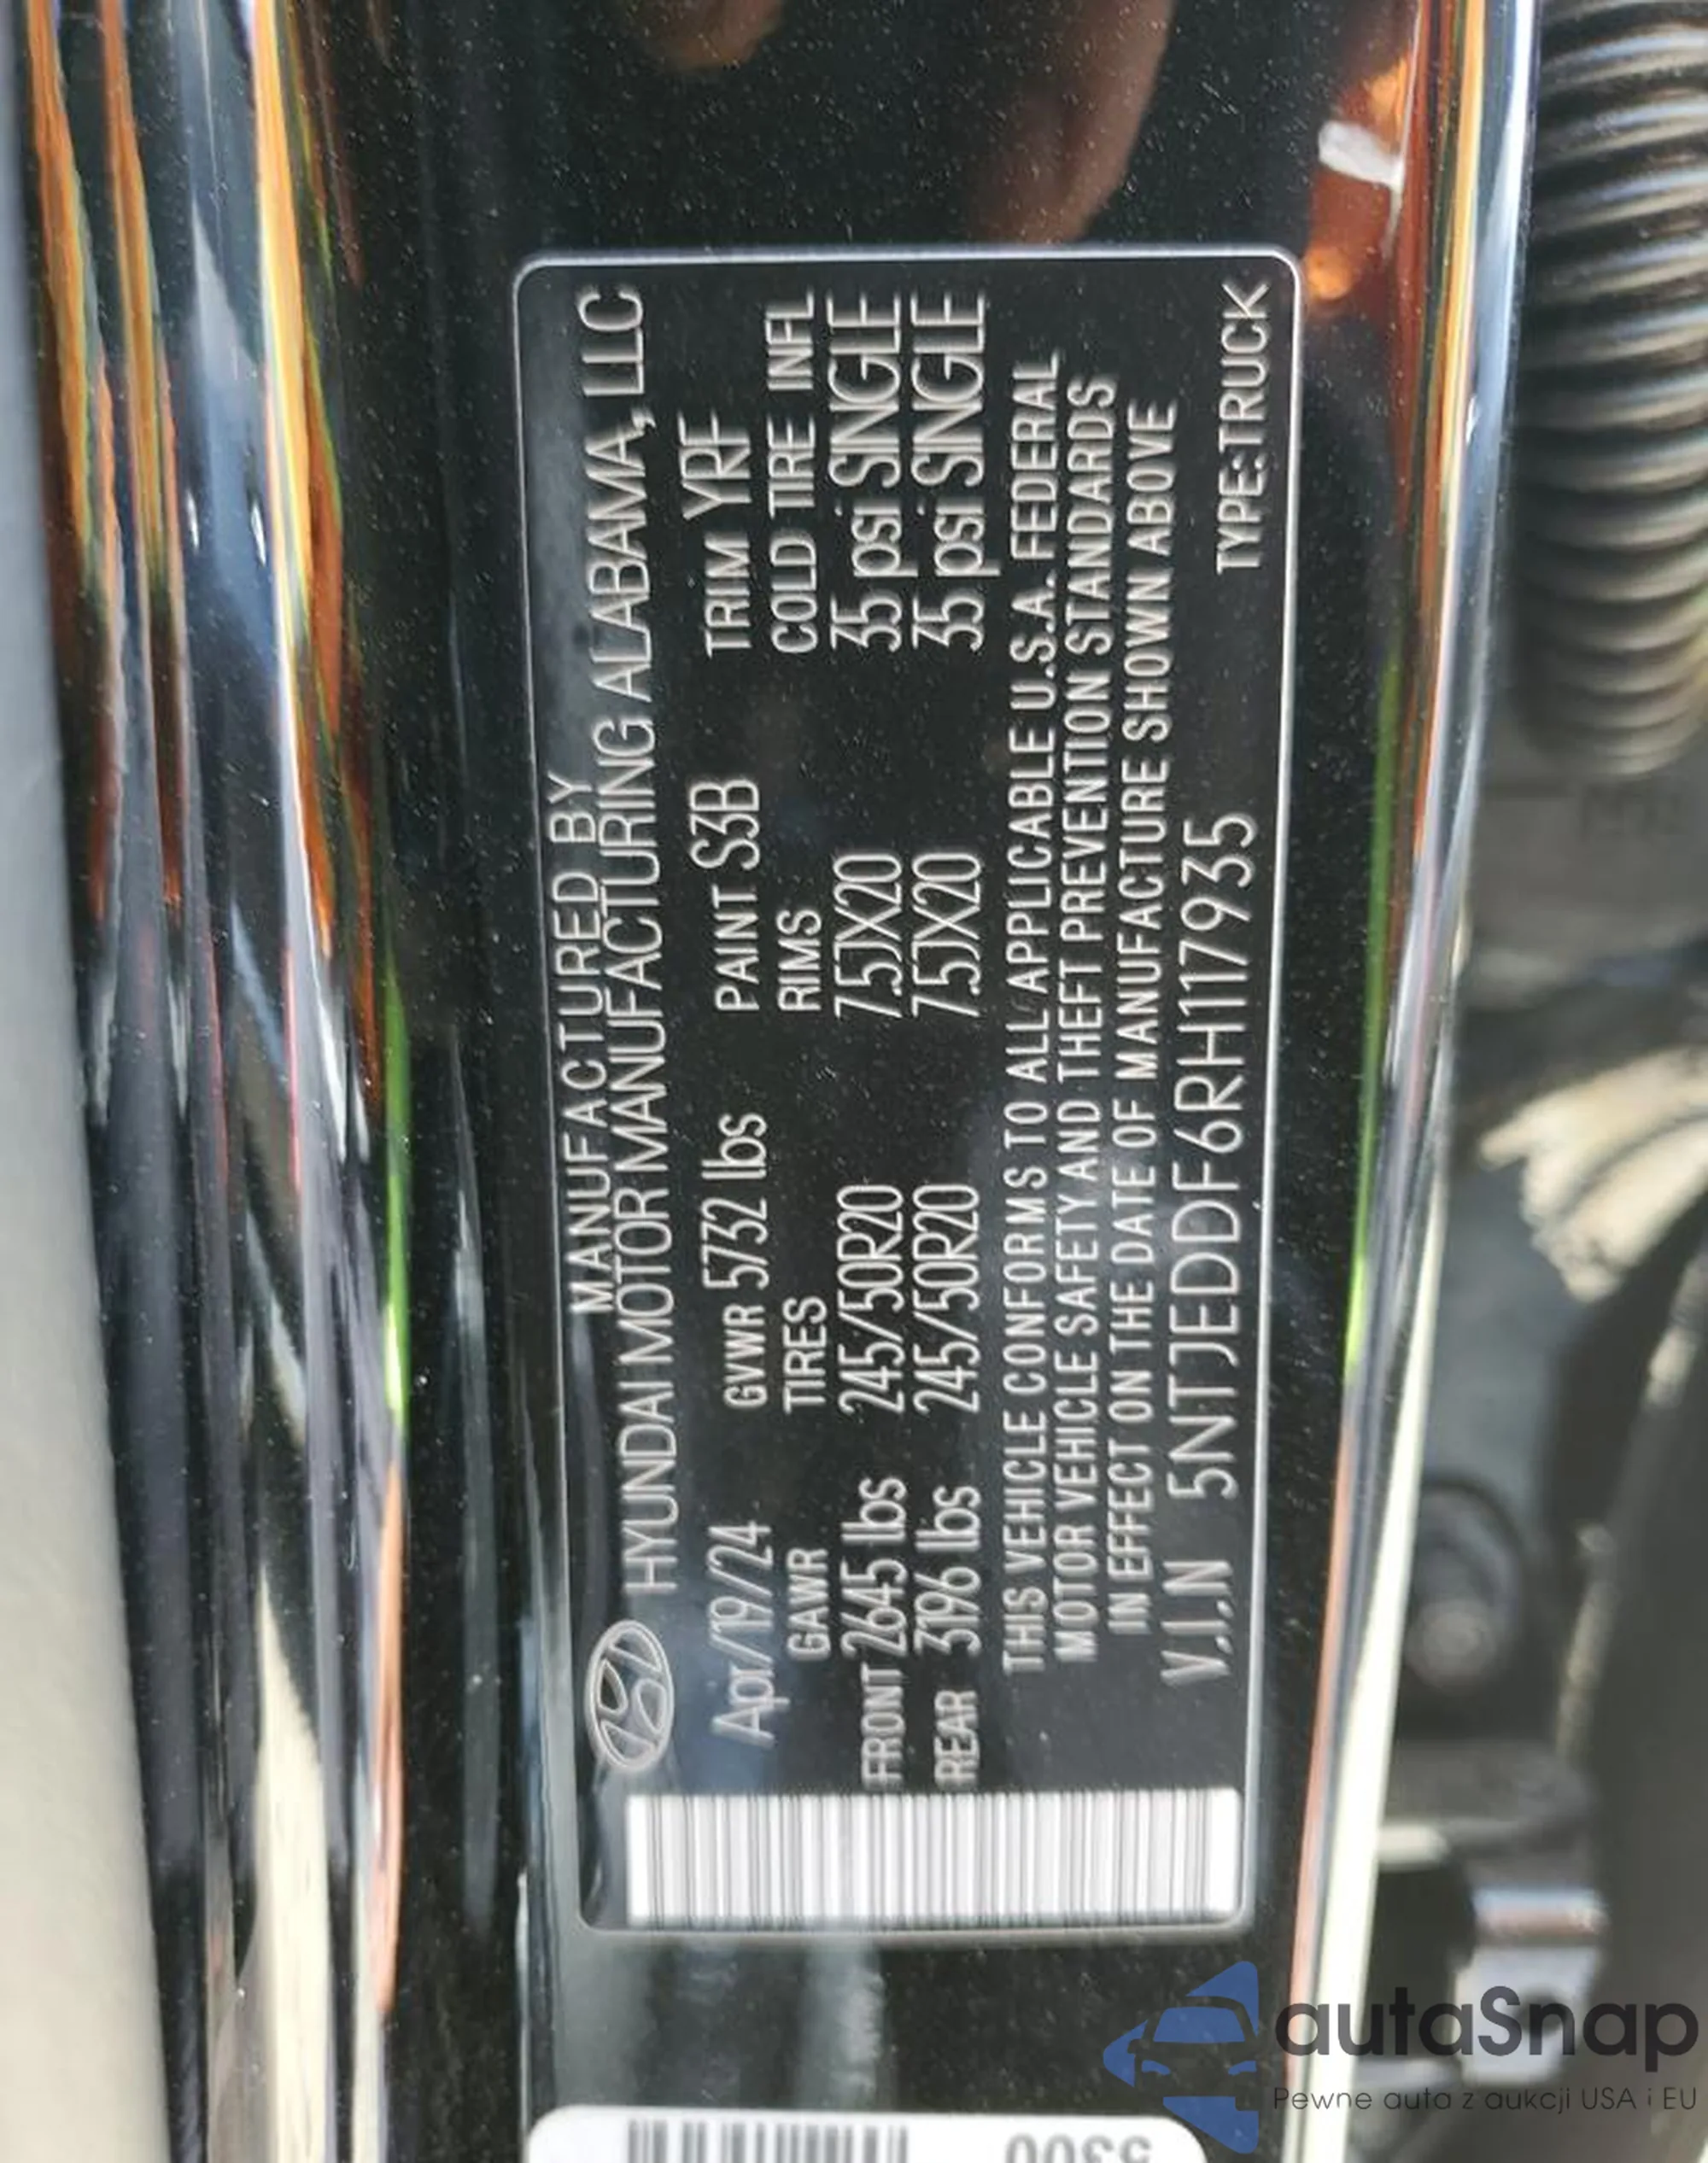 MANUFACTURED BY
HYUNDAI MOTOR MANUFACTURING ALABAMA, LLC
Apr/19/24 GVWR 5732 lbs PAINT S3B TRIM YRF
GAWR TIRES RIMS COLD TIRE INFL
FRONT 2645 lbs 245/50R20 7.5JX20 35 psi SINGLE
REAR 3196 lbs 245/50R20 7.5JX20 35 psi SINGLE
THIS VEHICLE CONFORMS TO ALL APPLICABLE U.S.A. FEDERAL
MOTOR VEHICLE SAFETY AND THEFT PREVENTION STANDARDS
IN EFFECT ON THE DATE OF MANUFACTURE SHOWN ABOVE
V.I.N 5NTJEDDF6RH117935 TYPE:TRUCK
autaSnap
Pewne auta z aukcji USA i EU